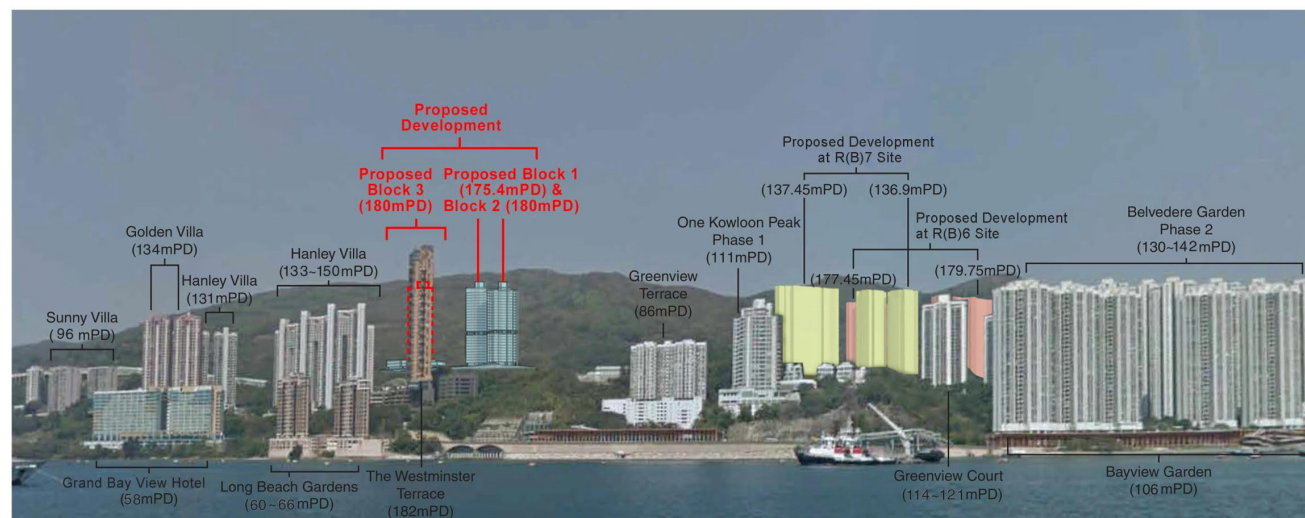 Proposed
Development
Proposed
Block 3
(180mPD)
Proposed Block 1
(175.4mPD) &
Block 2 (180mPD)
Proposed Development
at R(B)7 Site
(137.45mPD)
(136.9mPD)
Proposed Development
at R(B)6 Site
(177.45mPD)
(179.75mPD)
Belvedere Garden
Phase 2
(130~142mPD)
One Kowloon Peak
Phase 1
(111mPD)
Greenview
Terrace
(86mPD)
Golden Villa
(134mPD)
Hanley Villa
(131mPD)
Hanley Villa
(133~150mPD)
Sunny Villa
(96 mPD)
Grand Bay View Hotel
(58mPD)
Long Beach Gardens
(60~66mPD)
The Westminster
Terrace
(182mPD)
Greenview Court
(114~121mPD)
Bayview Garden
(106mPD)